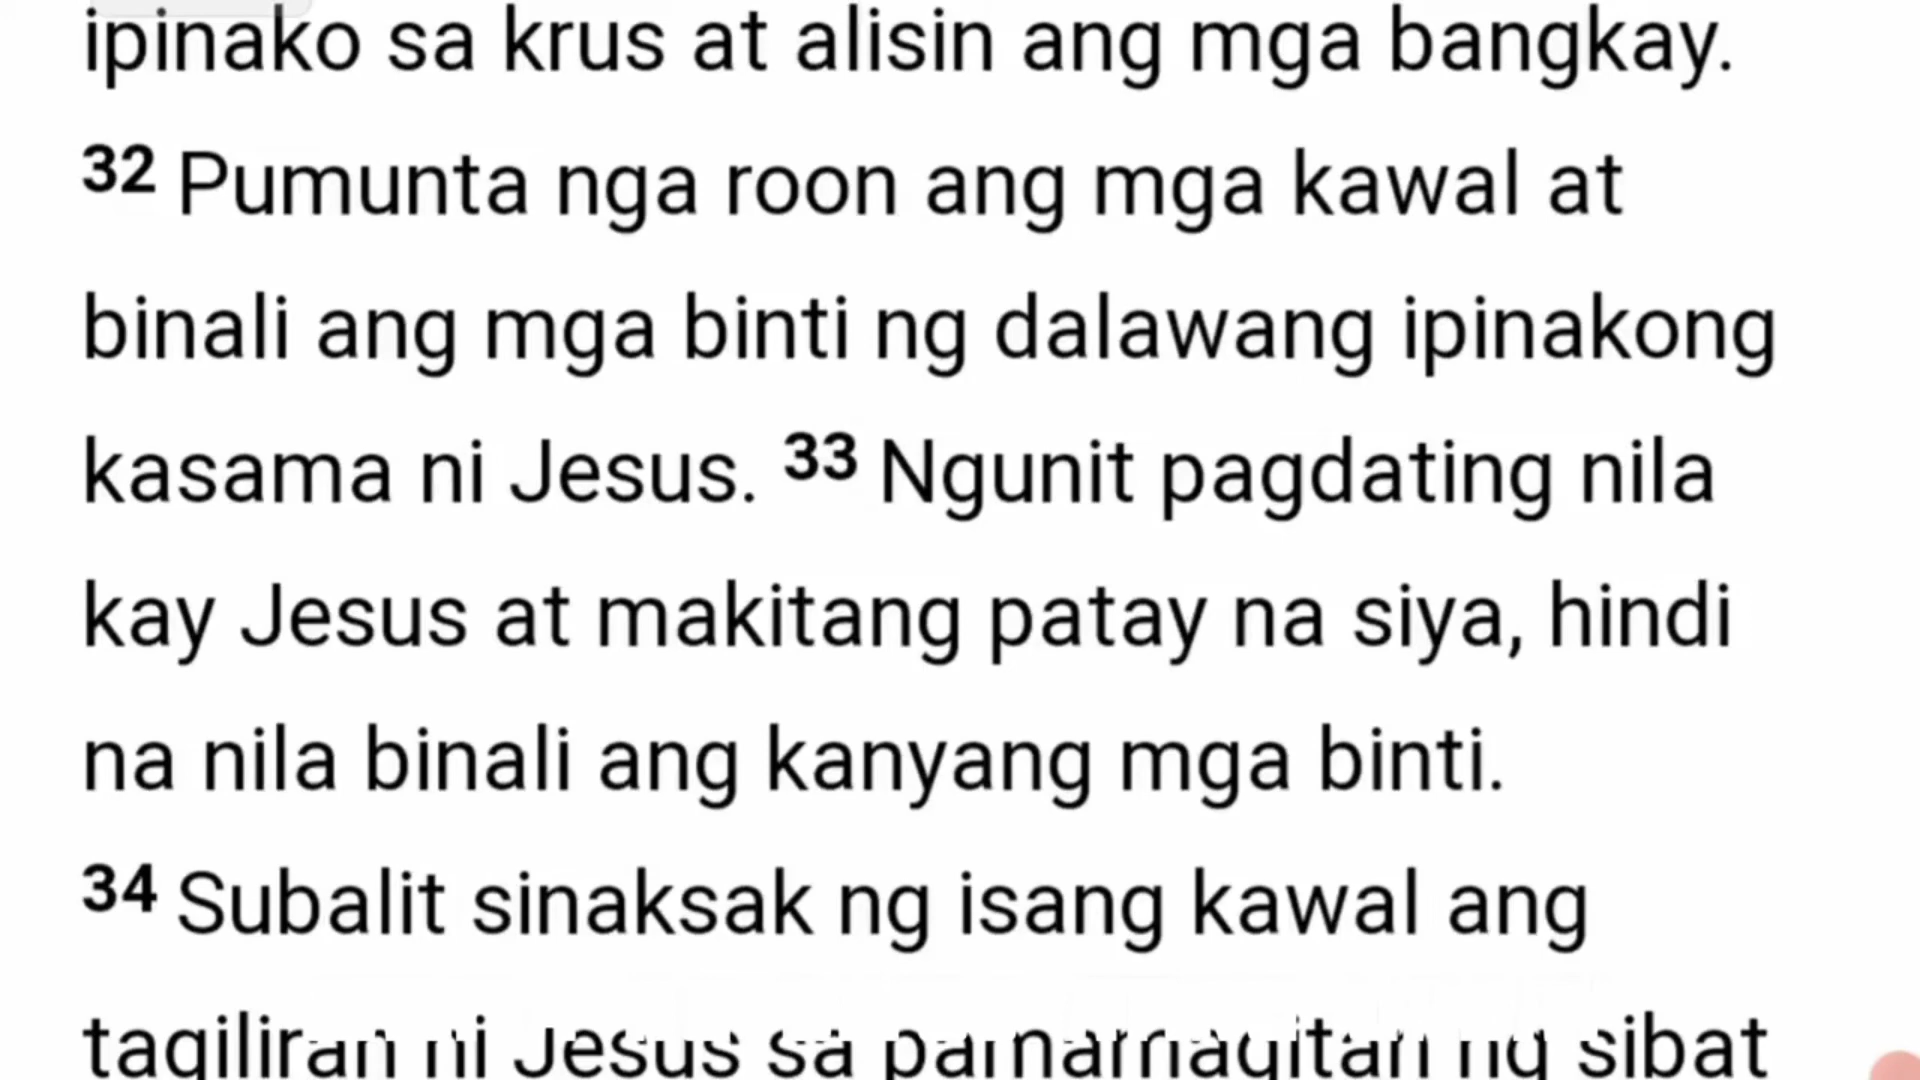 ipinako sa krus at alisin ang mga bangkay.
32 Pumunta nga roon ang mga kawal at
binali ang mga binti ng dalawang ipinakong
kasama ni Jesus. 33 Ngunit pagdating nila
kay Jesus at makitang patay na siya, hindi
na nila binali ang kanyang mga binti.
34 Subalit sinaksak ng isang kawal ang
tagiliran ni Jesus sa pamamagitan ng sibat